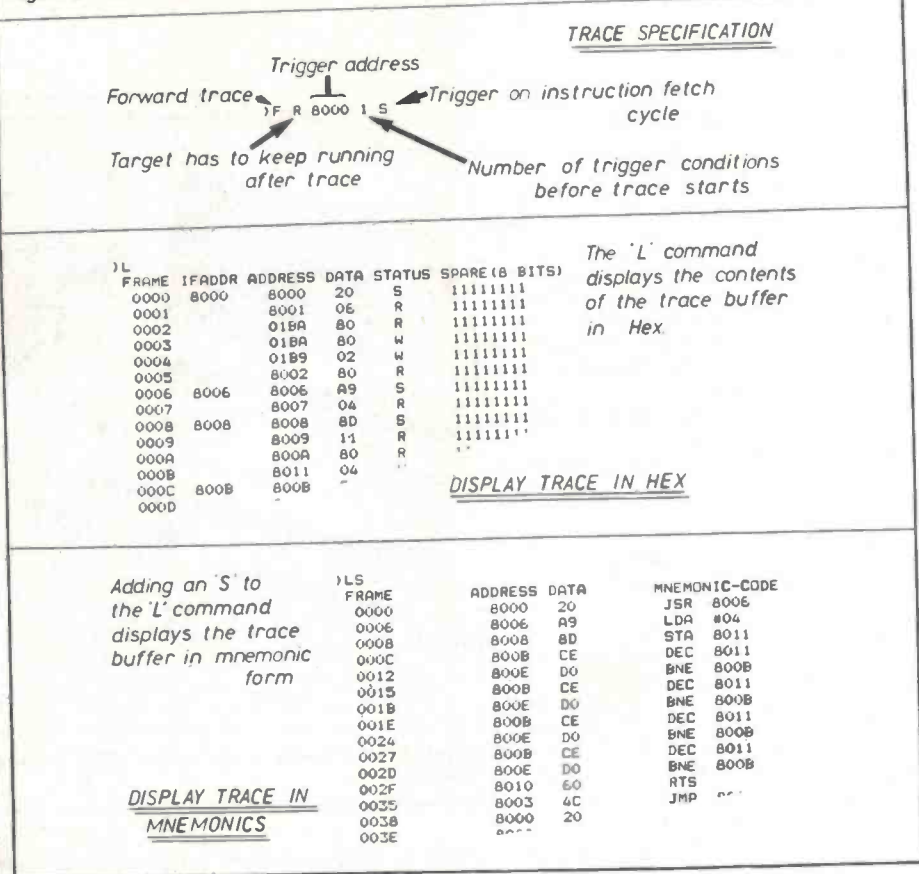 TRACE SPECIFICATION
Trigger address
Forward trace
)F R 8000 1 S
Trigger on instruction fetch
cycle
Target has to keep running
after trace
Number of trigger conditions
before trace starts
)L
FRAME IFADDR ADDRESS DATA STATUS SPARE(8 BITS)
0000 8000 8000 20 S 11111111
0001 8001 06 R 11111111
0002 01BA 80 R 11111111
0003 01BA 80 W 11111111
0004 01B9 02 W 11111111
0005 8002 80 R 11111111
0006 8006 8006 A9 S 11111111
0007 8007 04 R 11111111
0008 8008 8008 8D S 11111111
0009 8009 11 R 111111
000A 800A 80 R
000B 8011 04
000C 800B 800B
000D
The 'L' command
displays the contents
of the trace buffer
in Hex.
DISPLAY TRACE IN HEX
Adding an 'S' to
the 'L' command
displays the trace
buffer in mnemonic
form
DISPLAY TRACE IN
MNEMONICS
)LS
FRAME ADDRESS DATA MNEMONIC-CODE
0000 8000 20 JSR 8006
0006 8006 A9 LDA #04
0008 8008 8D STA 8011
000C 800B CE DEC 8011
0012 800E D0 BNE 800B
0015 800B CE DEC 8011
001B 800E D0 BNE 800B
001E 800B CE DEC 8011
0024 800E D0 BNE 800B
0027 800B CE DEC 8011
002D 800E D0 BNE 800B
002F 8010 60 RTS
0035 8003 4C JMP
0038 8000 20
003E